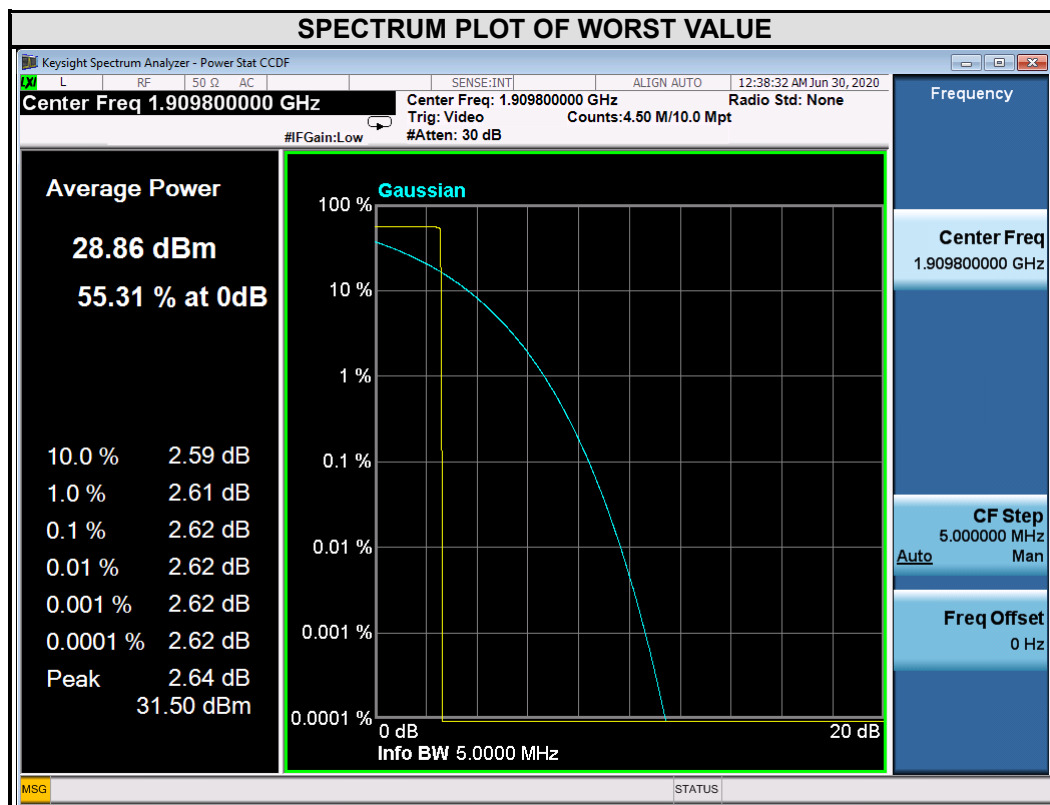 SPECTRUM PLOT OF WORST VALUE
Keysight Spectrum Analyzer - Power Stat CCDF
LXI L RF 50 Ω AC SENSE:INT ALIGN AUTO 12:38:32 AM Jun 30, 2020
Center Freq 1.909800000 GHz
#IFGain:Low
Center Freq: 1.909800000 GHz Radio Std: None
Trig: Video Counts:4.50 M/10.0 Mpt
#Atten: 30 dB
Average Power
28.86 dBm
55.31 % at 0dB
10.0 % 2.59 dB
1.0 % 2.61 dB
0.1 % 2.62 dB
0.01 % 2.62 dB
0.001 % 2.62 dB
0.0001 % 2.62 dB
Peak 2.64 dB
31.50 dBm
Gaussian
100 %
10 %
1 %
0.1 %
0.01 %
0.001 %
0.0001 %
0 dB 20 dB
Info BW 5.0000 MHz
Frequency
Center Freq
1.909800000 GHz
CF Step
5.000000 MHz
Auto Man
Freq Offset
0 Hz
MSG STATUS